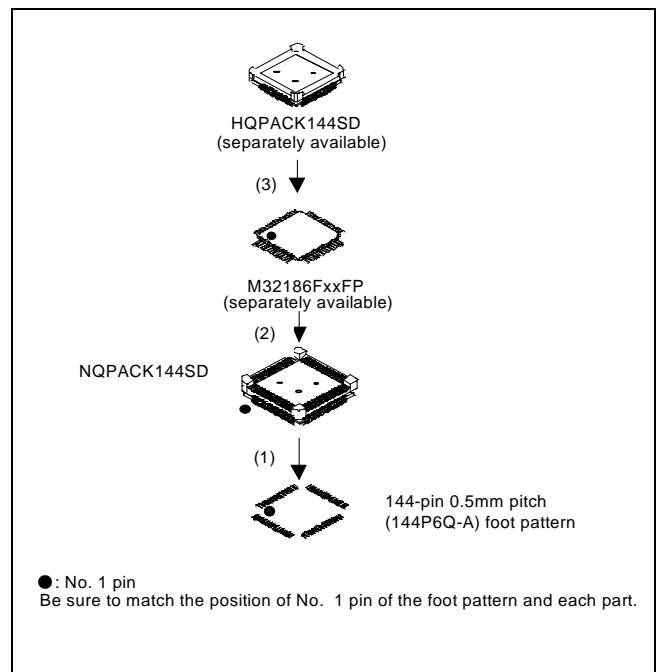 HQPACK144SD
(separately available)
(3)
M32186FxxFP
(separately available)
(2)
NQPACK144SD
(1)
144-pin 0.5mm pitch
(144P6Q-A) foot pattern
●: No. 1 pin
Be sure to match the position of No. 1 pin of the foot pattern and each part.